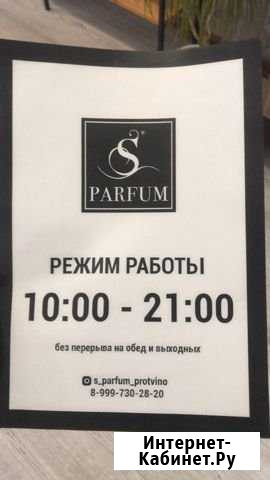 S
PARFUM
РЕЖИМ РАБОТЫ
10:00 - 21:00
без перерыва на обед и выходных
s_parfum_protvino
8-999-730-28-20
Интернет-
Кабинет.Ру